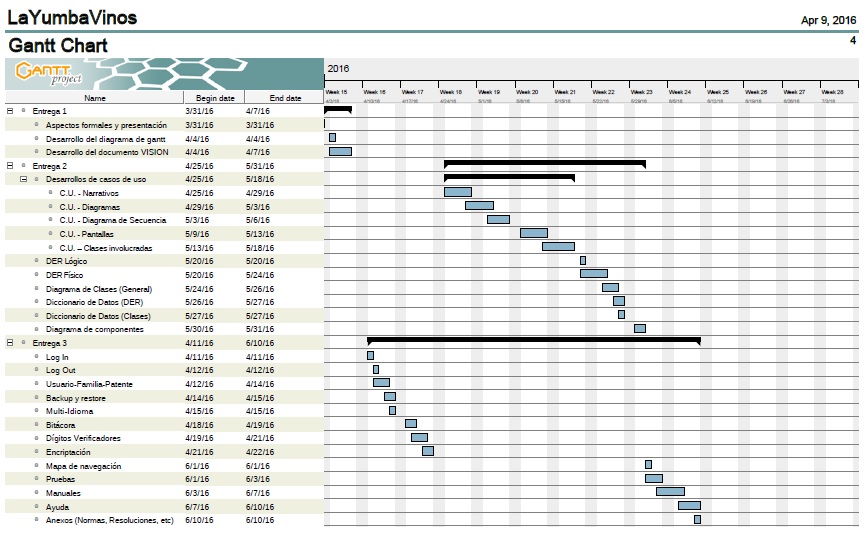 LaYumbaVinos
Apr 9, 2016
Gantt Chart
4
GANTT project
2016
Name Begin date End date
Week 15 Week 16 Week 17 Week 18 Week 19 Week 20 Week 21 Week 22 Week 23 Week 24 Week 25 Week 26 Week 27 Week 28
4/3/16 4/10/16 4/17/16 4/24/16 5/1/16 5/8/16 5/15/16 5/22/16 5/29/16 6/5/16 6/12/16 6/19/16 6/26/16 7/3/16
Entrega 1 3/31/16 4/7/16
Aspectos formales y presentación 3/31/16 3/31/16
Desarrollo del diagrama de gantt 4/4/16 4/4/16
Desarrollo del documento VISION 4/4/16 4/7/16
Entrega 2 4/25/16 5/31/16
Desarrollos de casos de uso 4/25/16 5/18/16
C.U. - Narrativos 4/25/16 4/29/16
C.U. - Diagramas 4/29/16 5/3/16
C.U. - Diagrama de Secuencia 5/3/16 5/6/16
C.U. - Pantallas 5/9/16 5/13/16
C.U. – Clases involucradas 5/13/16 5/18/16
DER Lógico 5/20/16 5/20/16
DER Físico 5/20/16 5/24/16
Diagrama de Clases (General) 5/24/16 5/26/16
Diccionario de Datos (DER) 5/26/16 5/27/16
Diccionario de Datos (Clases) 5/27/16 5/27/16
Diagrama de componentes 5/30/16 5/31/16
Entrega 3 4/11/16 6/10/16
Log In 4/11/16 4/11/16
Log Out 4/12/16 4/12/16
Usuario-Familia-Patente 4/12/16 4/14/16
Backup y restore 4/14/16 4/15/16
Multi-Idioma 4/15/16 4/15/16
Bitácora 4/18/16 4/19/16
Dígitos Verificadores 4/19/16 4/21/16
Encriptación 4/21/16 4/22/16
Mapa de navegación 6/1/16 6/1/16
Pruebas 6/1/16 6/3/16
Manuales 6/3/16 6/7/16
Ayuda 6/7/16 6/10/16
Anexos (Normas, Resoluciones, etc) 6/10/16 6/10/16